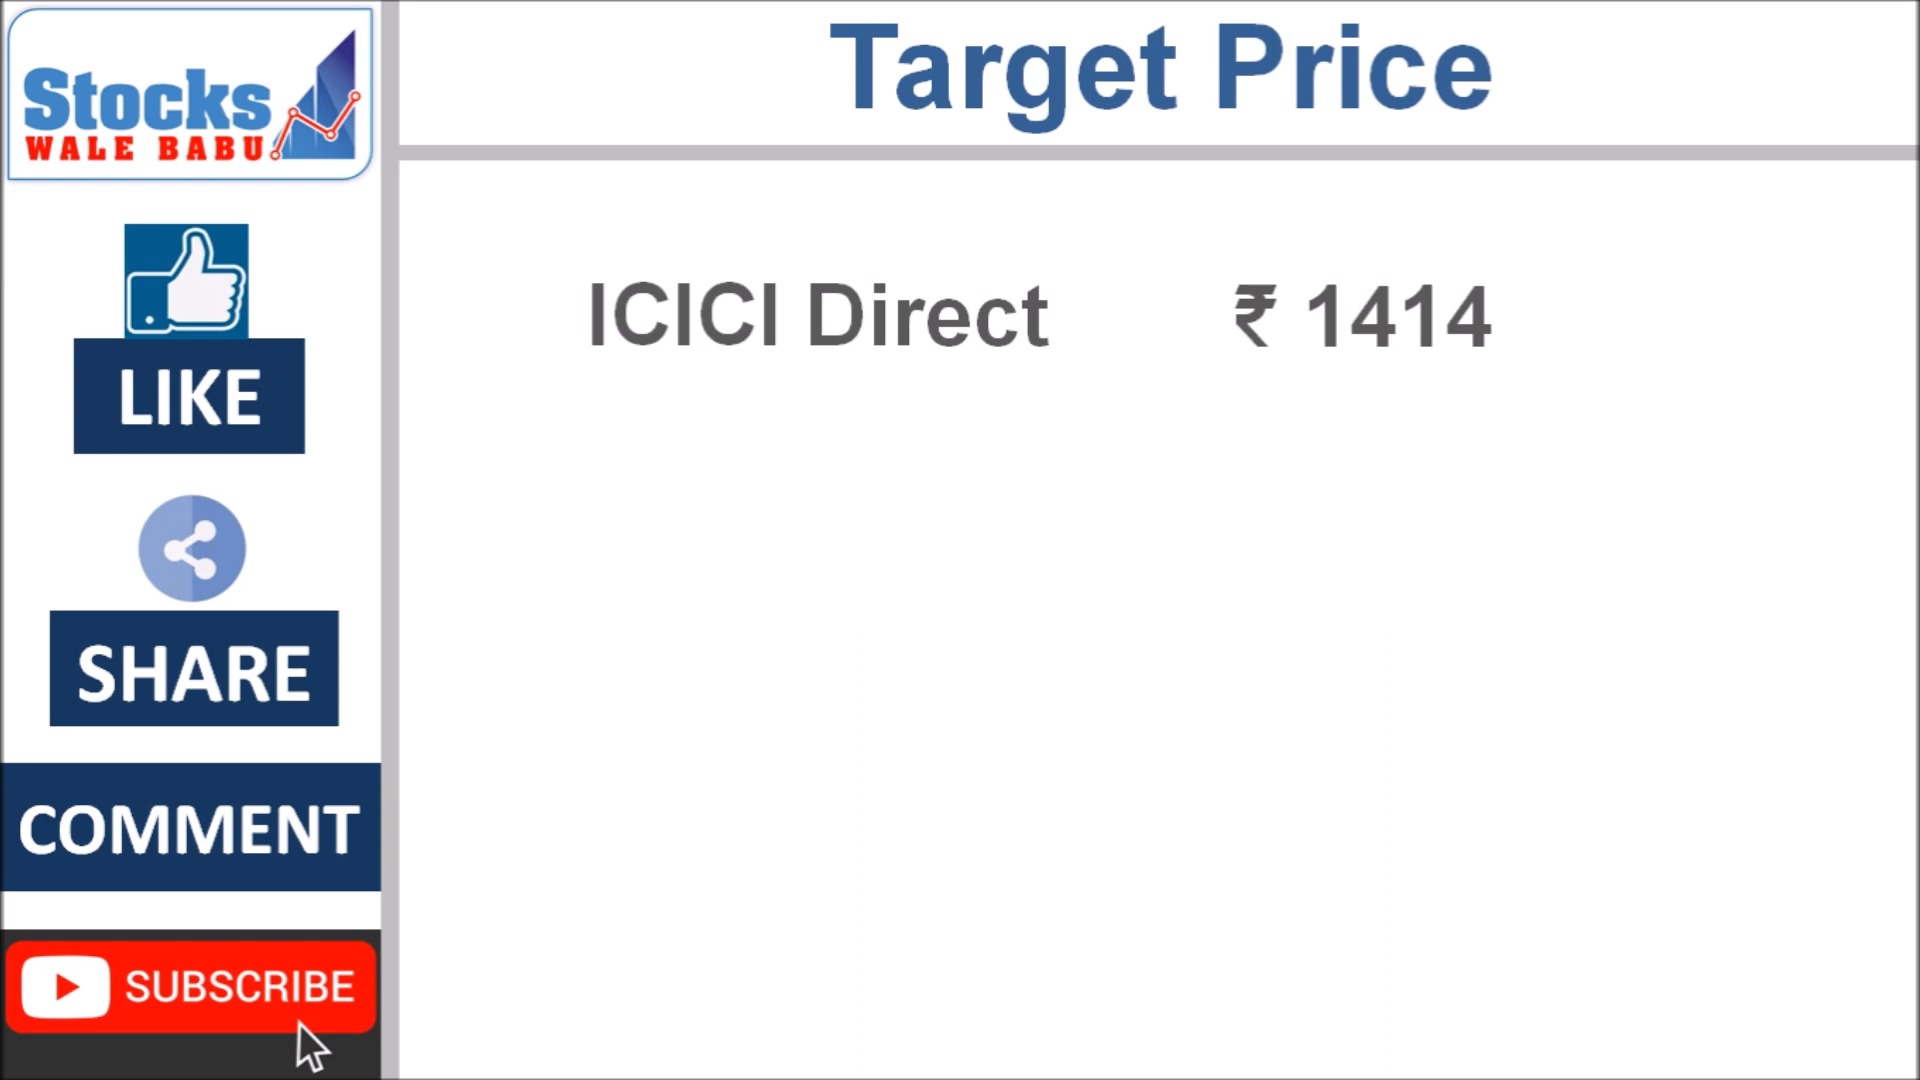 Stocks
WALE BABU
LIKE
SHARE
COMMENT
SUBSCRIBE
Target Price
ICICI Direct ₹ 1414